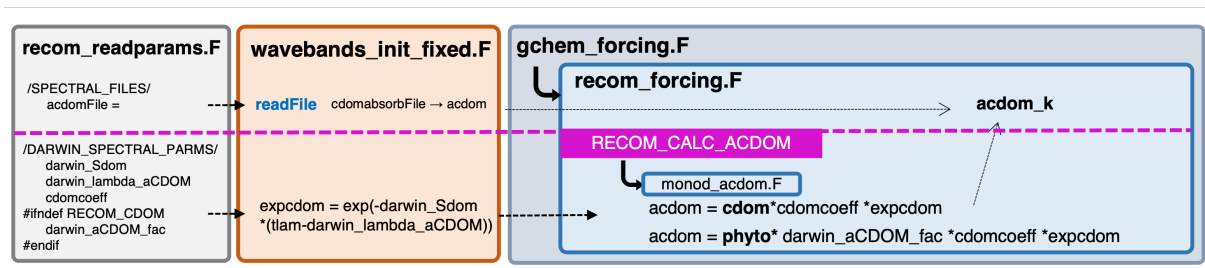 recom_readparams.F
/SPECTRAL_FILES/
acdomFile =
/DARWIN_SPECTRAL_PARMS/
darwin_Sdom
darwin_lambda_aCDOM
cdomcoeff
#ifndef RECOM_CDOM
darwin_aCDOM_fac
#endif
wavebands_init_fixed.F
readFile cdomabsorbFile → acdom
expcdom = exp(-darwin_Sdom
*(tlam-darwin_lambda_aCDOM))
gchem_forcing.F
recom_forcing.F
acdom_k
RECOM_CALC_ACDOM
monod_acdom.F
acdom = cdom*cdomcoeff *expcdom
acdom = phyto* darwin_aCDOM_fac *cdomcoeff *expcdom